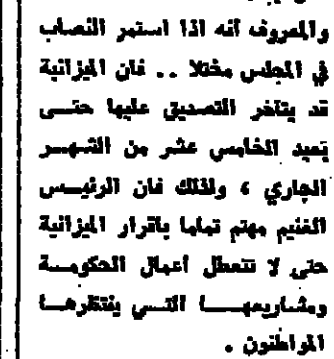 والمعروف أنه اذا استمر النصاب
في المجلس مختلا .. فان الميزانية
قد يتاخر التصديق عليها حتى
بعيد الخامس عشر من الشهر
الجاري ، ولذلك فان الرئيس
الغنيم مهتم تماما باقرار الميزانية
حتى لا تتعطل أعمال الحكومة
ومشاريعها التي ينتظرها
المواطنون .